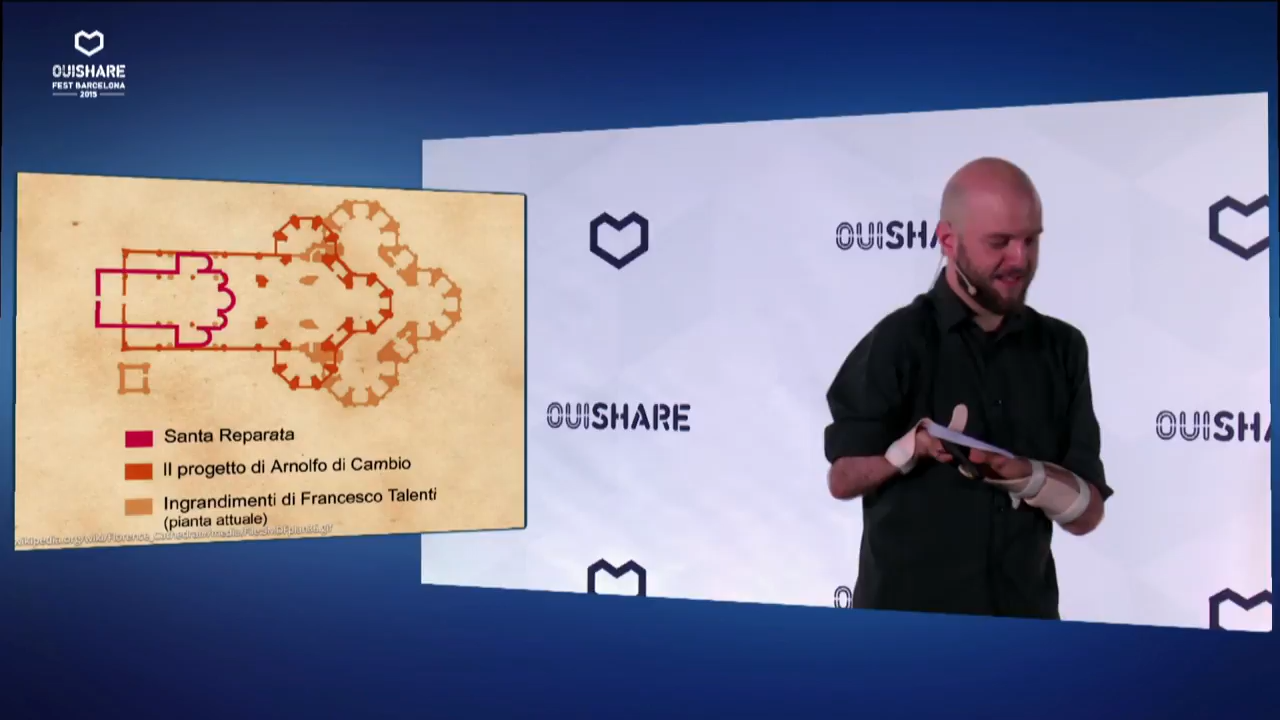 OUISHARE
FEST BARCELONA
2015
Santa Reparata
Il progetto di Arnolfo di Cambio
Ingrandimenti di Francesco Talenti
(pianta attuale)
OUISHA
OUISHARE
OUISHA